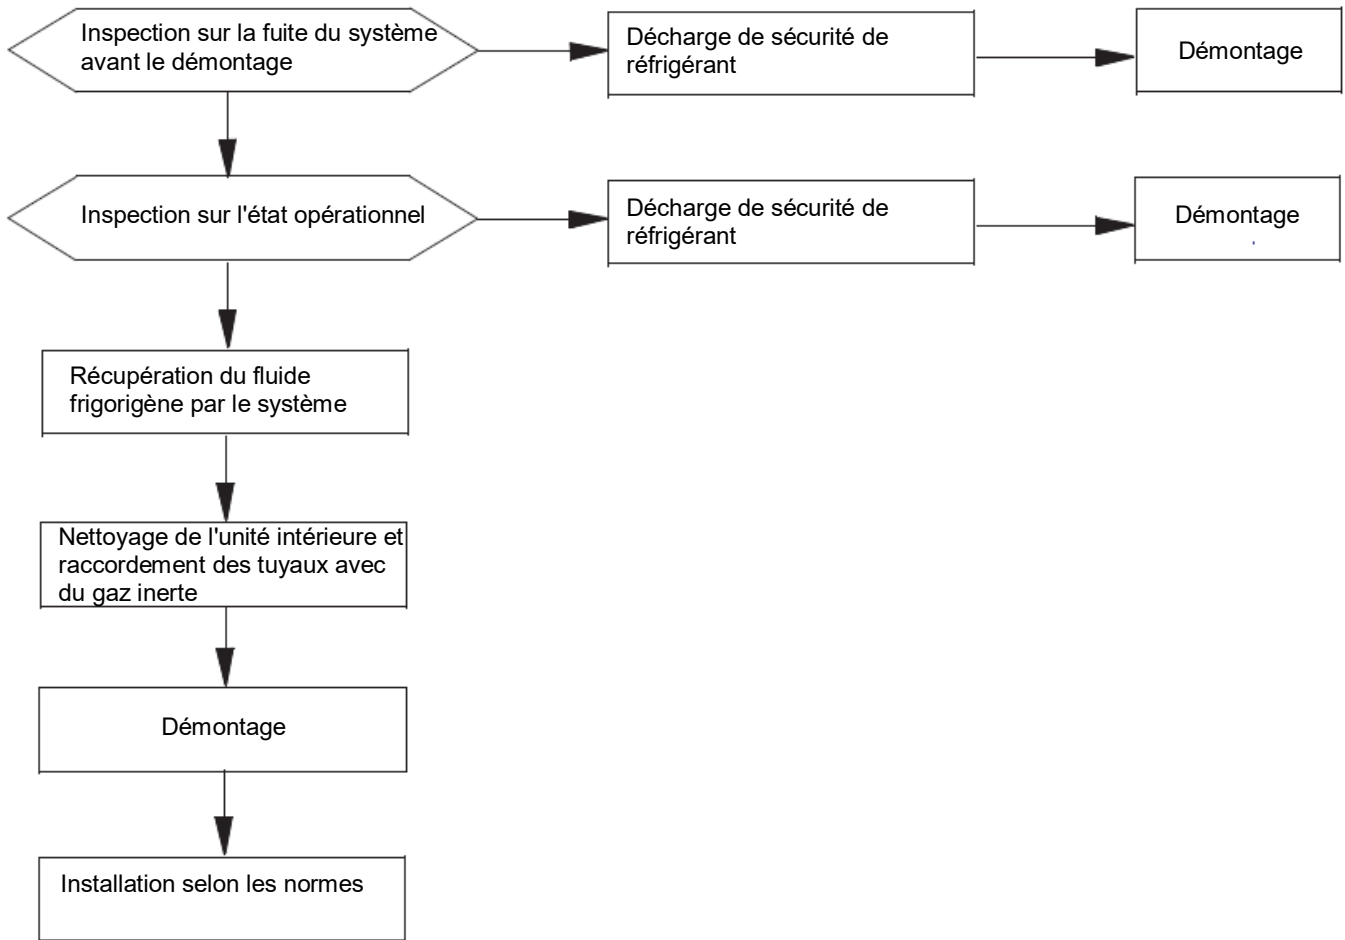 Inspection sur la fuite du système
avant le démontage
Décharge de sécurité de
réfrigérant
Démontage
Inspection sur l'état opérationnel
Décharge de sécurité de
réfrigérant
Démontage
Récupération du fluide
frigorigène par le système
Nettoyage de l'unité intérieure et
raccordement des tuyaux avec
du gaz inerte
Démontage
Installation selon les normes